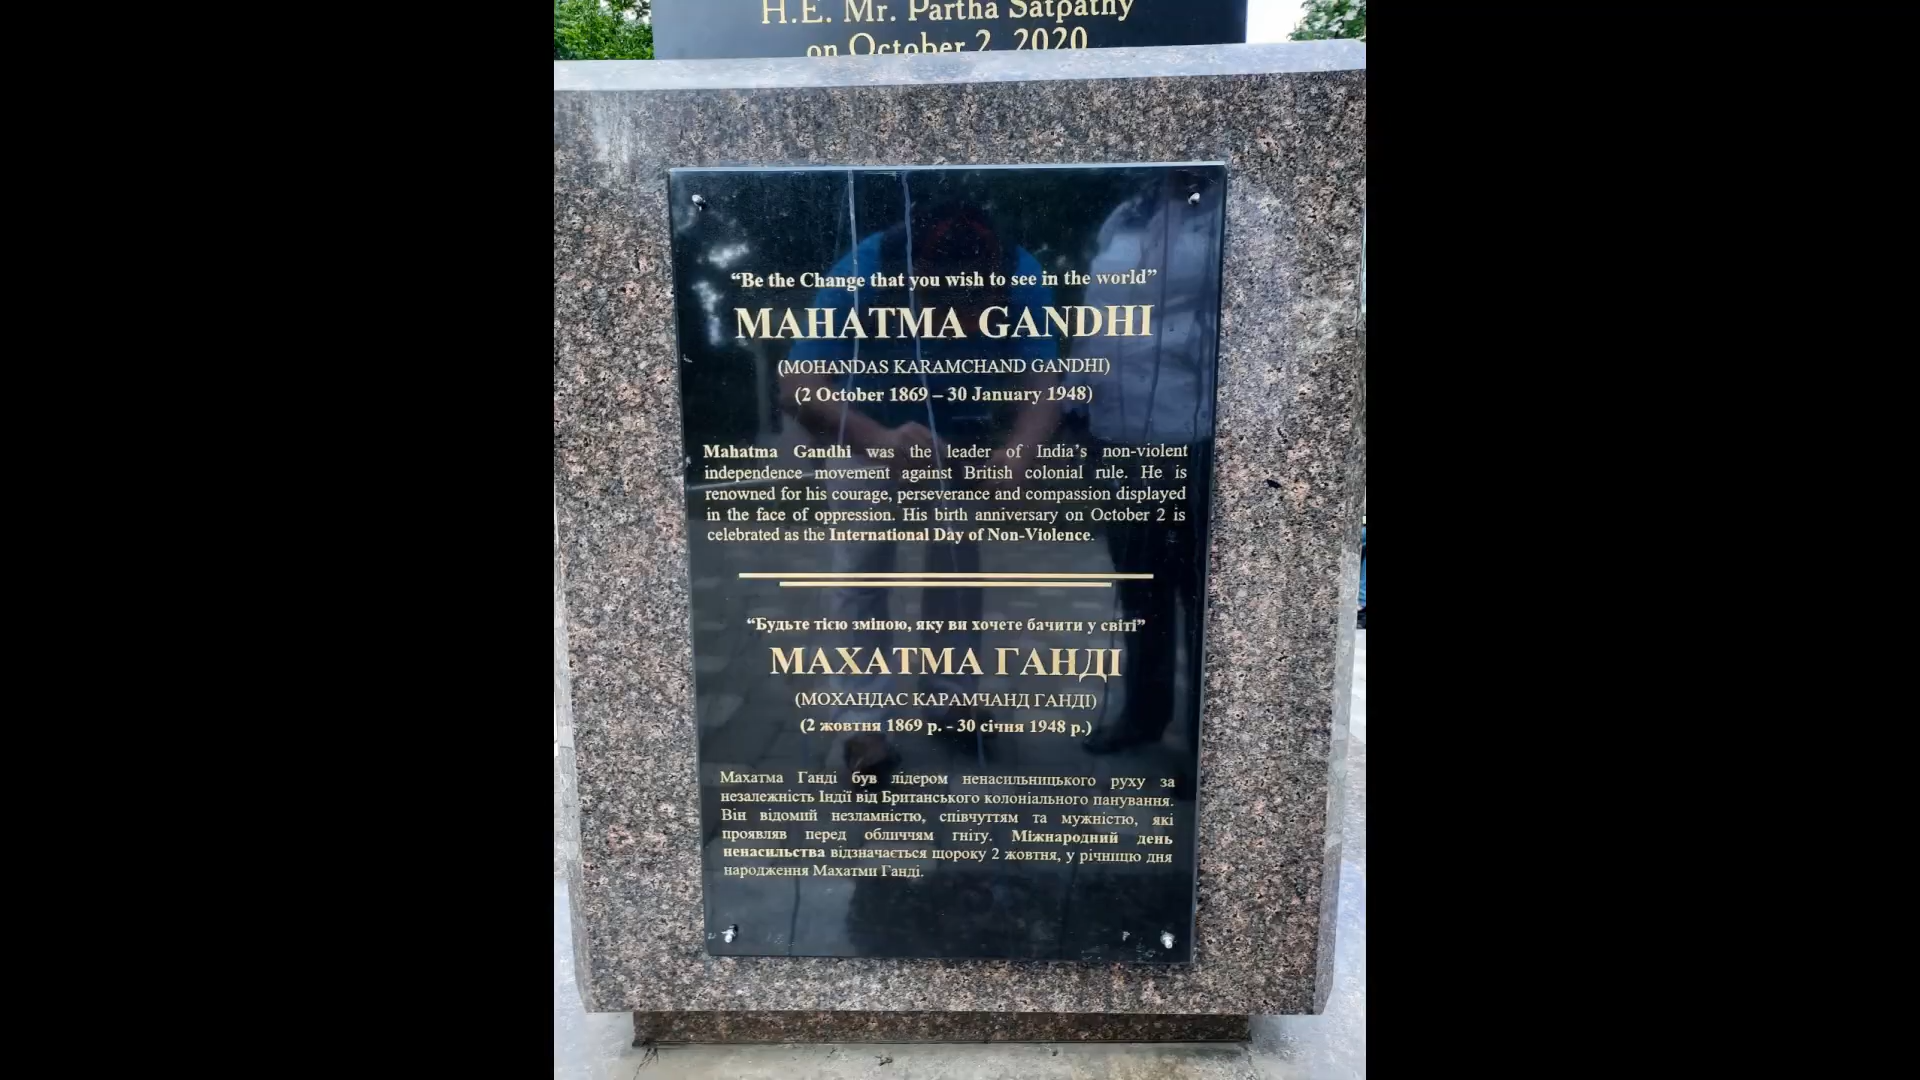 H.E. Mr. Partha Satpathy
on October 2, 2020
“Be the Change that you wish to see in the world”
MAHATMA GANDHI
(MOHANDAS KARAMCHAND GANDHI)
(2 October 1869 – 30 January 1948)
Mahatma Gandhi was the leader of India’s non-violent
independence movement against British colonial rule. He is
renowned for his courage, perseverance and compassion displayed
in the face of oppression. His birth anniversary on October 2 is
celebrated as the International Day of Non-Violence.
“Будьте тією зміною, яку ви хочете бачити у світі”
МАХАТМА ГАНДІ
(МОХАНДАС КАРАМЧАНД ГАНДІ)
(2 жовтня 1869 р. - 30 січня 1948 р.)
Махатма Ганді був лідером ненасильницького руху за
незалежність Індії від Британського колоніального панування.
Він відомий незламністю, співчуттям та мужністю, які
проявляв перед обличчям гніту. Міжнародний день
ненасильства відзначається щороку 2 жовтня, у річницю дня
народження Махатми Ганді.